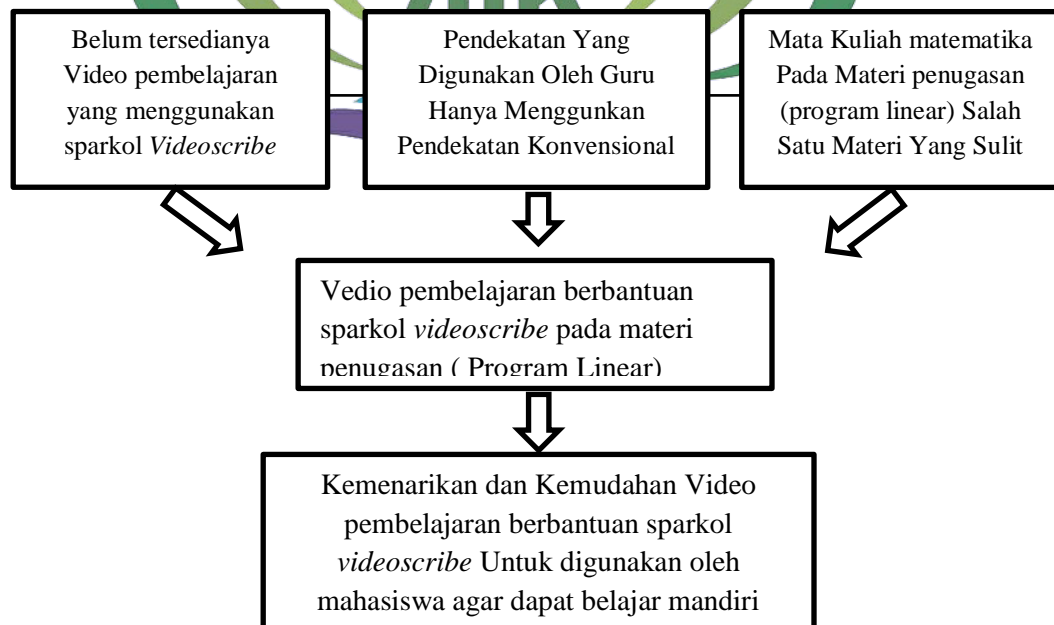 Belum tersedianya
Video pembelajaran
yang menggunakan
sparkol Videoscribe
Pendekatan Yang
Digunakan Oleh Guru
Hanya Menggunkan
Pendekatan Konvensional
Mata Kuliah matematika
Pada Materi penugasan
(program linear) Salah
Satu Materi Yang Sulit
Vedio pembelajaran berbantuan
sparkol videoscribe pada materi
penugasan ( Program Linear)
Kemenarikan dan Kemudahan Video
pembelajaran berbantuan sparkol
videoscribe Untuk digunakan oleh
mahasiswa agar dapat belajar mandiri